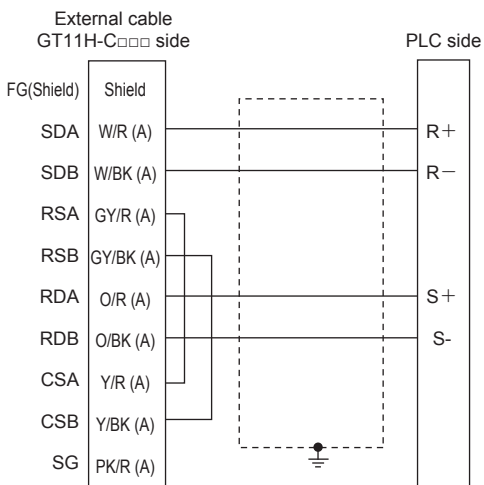 External cable
GT11H-C□□□ side
PLC side
FG(Shield) Shield
SDA W/R (A) R+
SDB W/BK (A) R−
RSA GY/R (A)
RSB GY/BK (A)
RDA O/R (A) S+
RDB O/BK (A) S-
CSA Y/R (A)
CSB Y/BK (A)
SG PK/R (A)